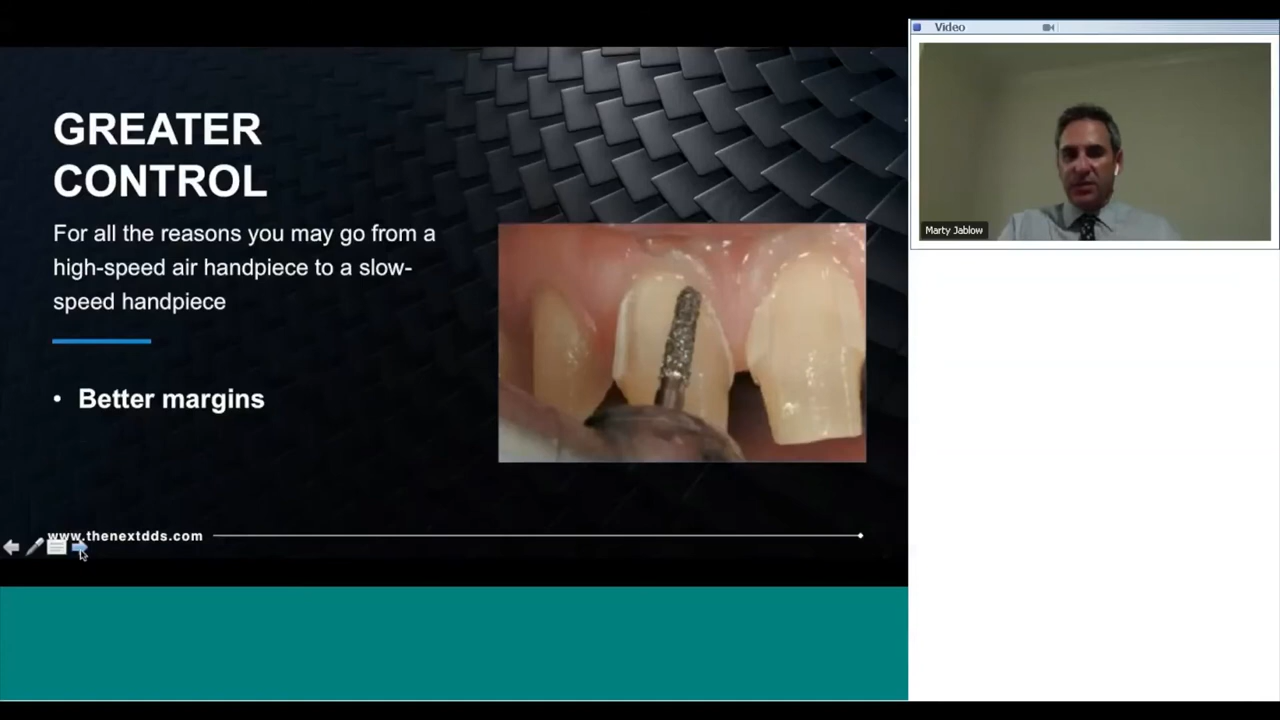 GREATER
CONTROL
For all the reasons you may go from a
high-speed air handpiece to a slow-
speed handpiece
• Better margins
www.thenextdds.com
Video
Marty Jablow